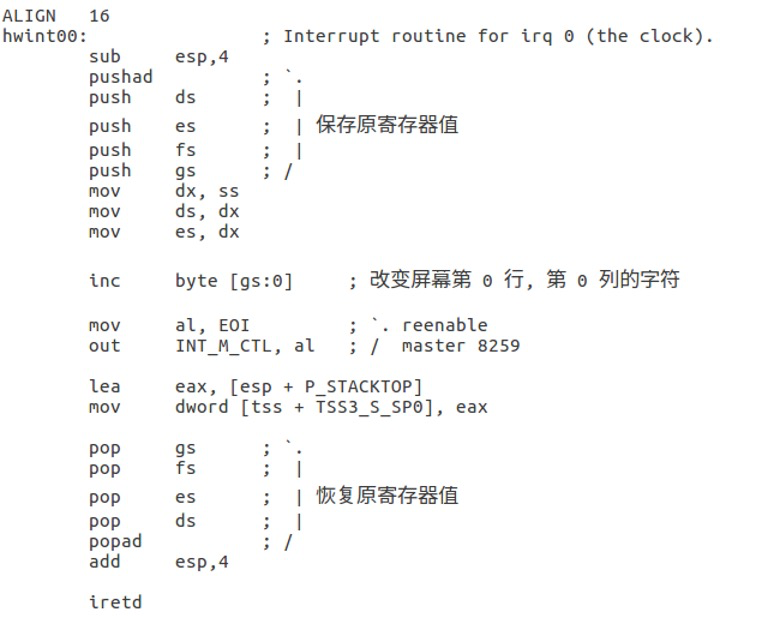 ALIGN   16
hwint00:                ; Interrupt routine for irq 0 (the clock).
        sub     esp,4
        pushad          ; `.
        push    ds      ;  |
        push    es      ;  | 保存原寄存器值
        push    fs      ;  |
        push    gs      ; /
        mov     dx, ss
        mov     ds, dx
        mov     es, dx
        inc     byte [gs:0]     ; 改变屏幕第 0 行, 第 0 列的字符
        mov     al, EOI         ; `. reenable
        out     INT_M_CTL, al   ; /  master 8259
        lea     eax, [esp + P_STACKTOP]
        mov     dword [tss + TSS3_S_SP0], eax
        pop     gs      ; `.
        pop     fs      ;  |
        pop     es      ;  | 恢复原寄存器值
        pop     ds      ;  |
        popad           ; /
        add     esp,4
        iretd